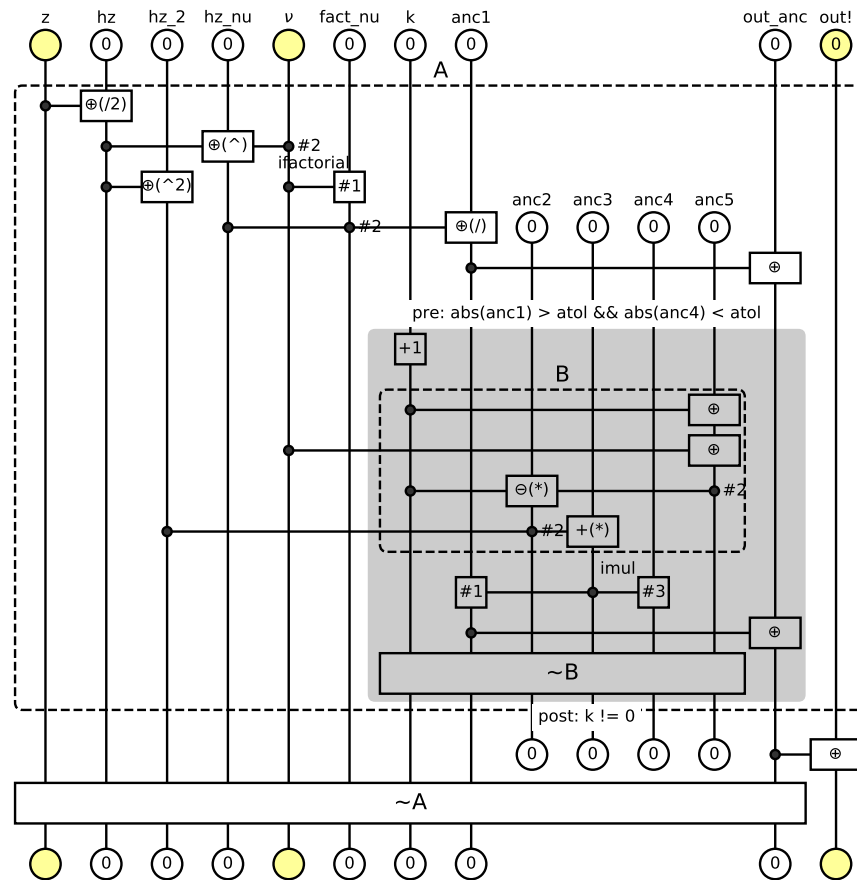 z hz hz_2 hz_nu ν fact_nu k anc1 out_anc out!
0 0 0 0 0 0 0 0
A
⊕(/2)
⊕(^) #2
ifactorial
⊕(^2) #1
anc2 anc3 anc4 anc5
#2 ⊕(/) 0 0 0 0
⊕
pre: abs(anc1) > atol && abs(anc4) < atol
+1
B
⊕
⊕
⊖(*) #2
#2 +(*)
imul
#1 #3
⊕
~B
post: k != 0
0 0 0 0 ⊕
~A
0 0 0 0 0 0 0